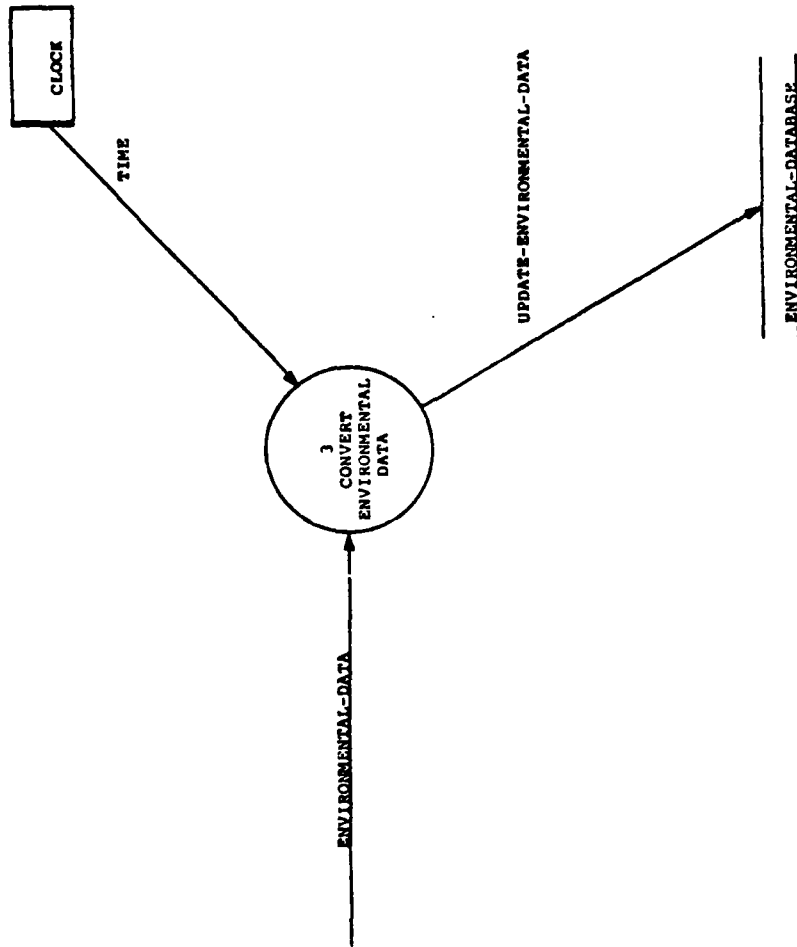 CLOCK
TIME
3
CONVERT
ENVIRONMENTAL
DATA
ENVIRONMENTAL-DATA
UPDATE-ENVIRONMENTAL-DATA
ENVIRONMENTAL-DATABASE